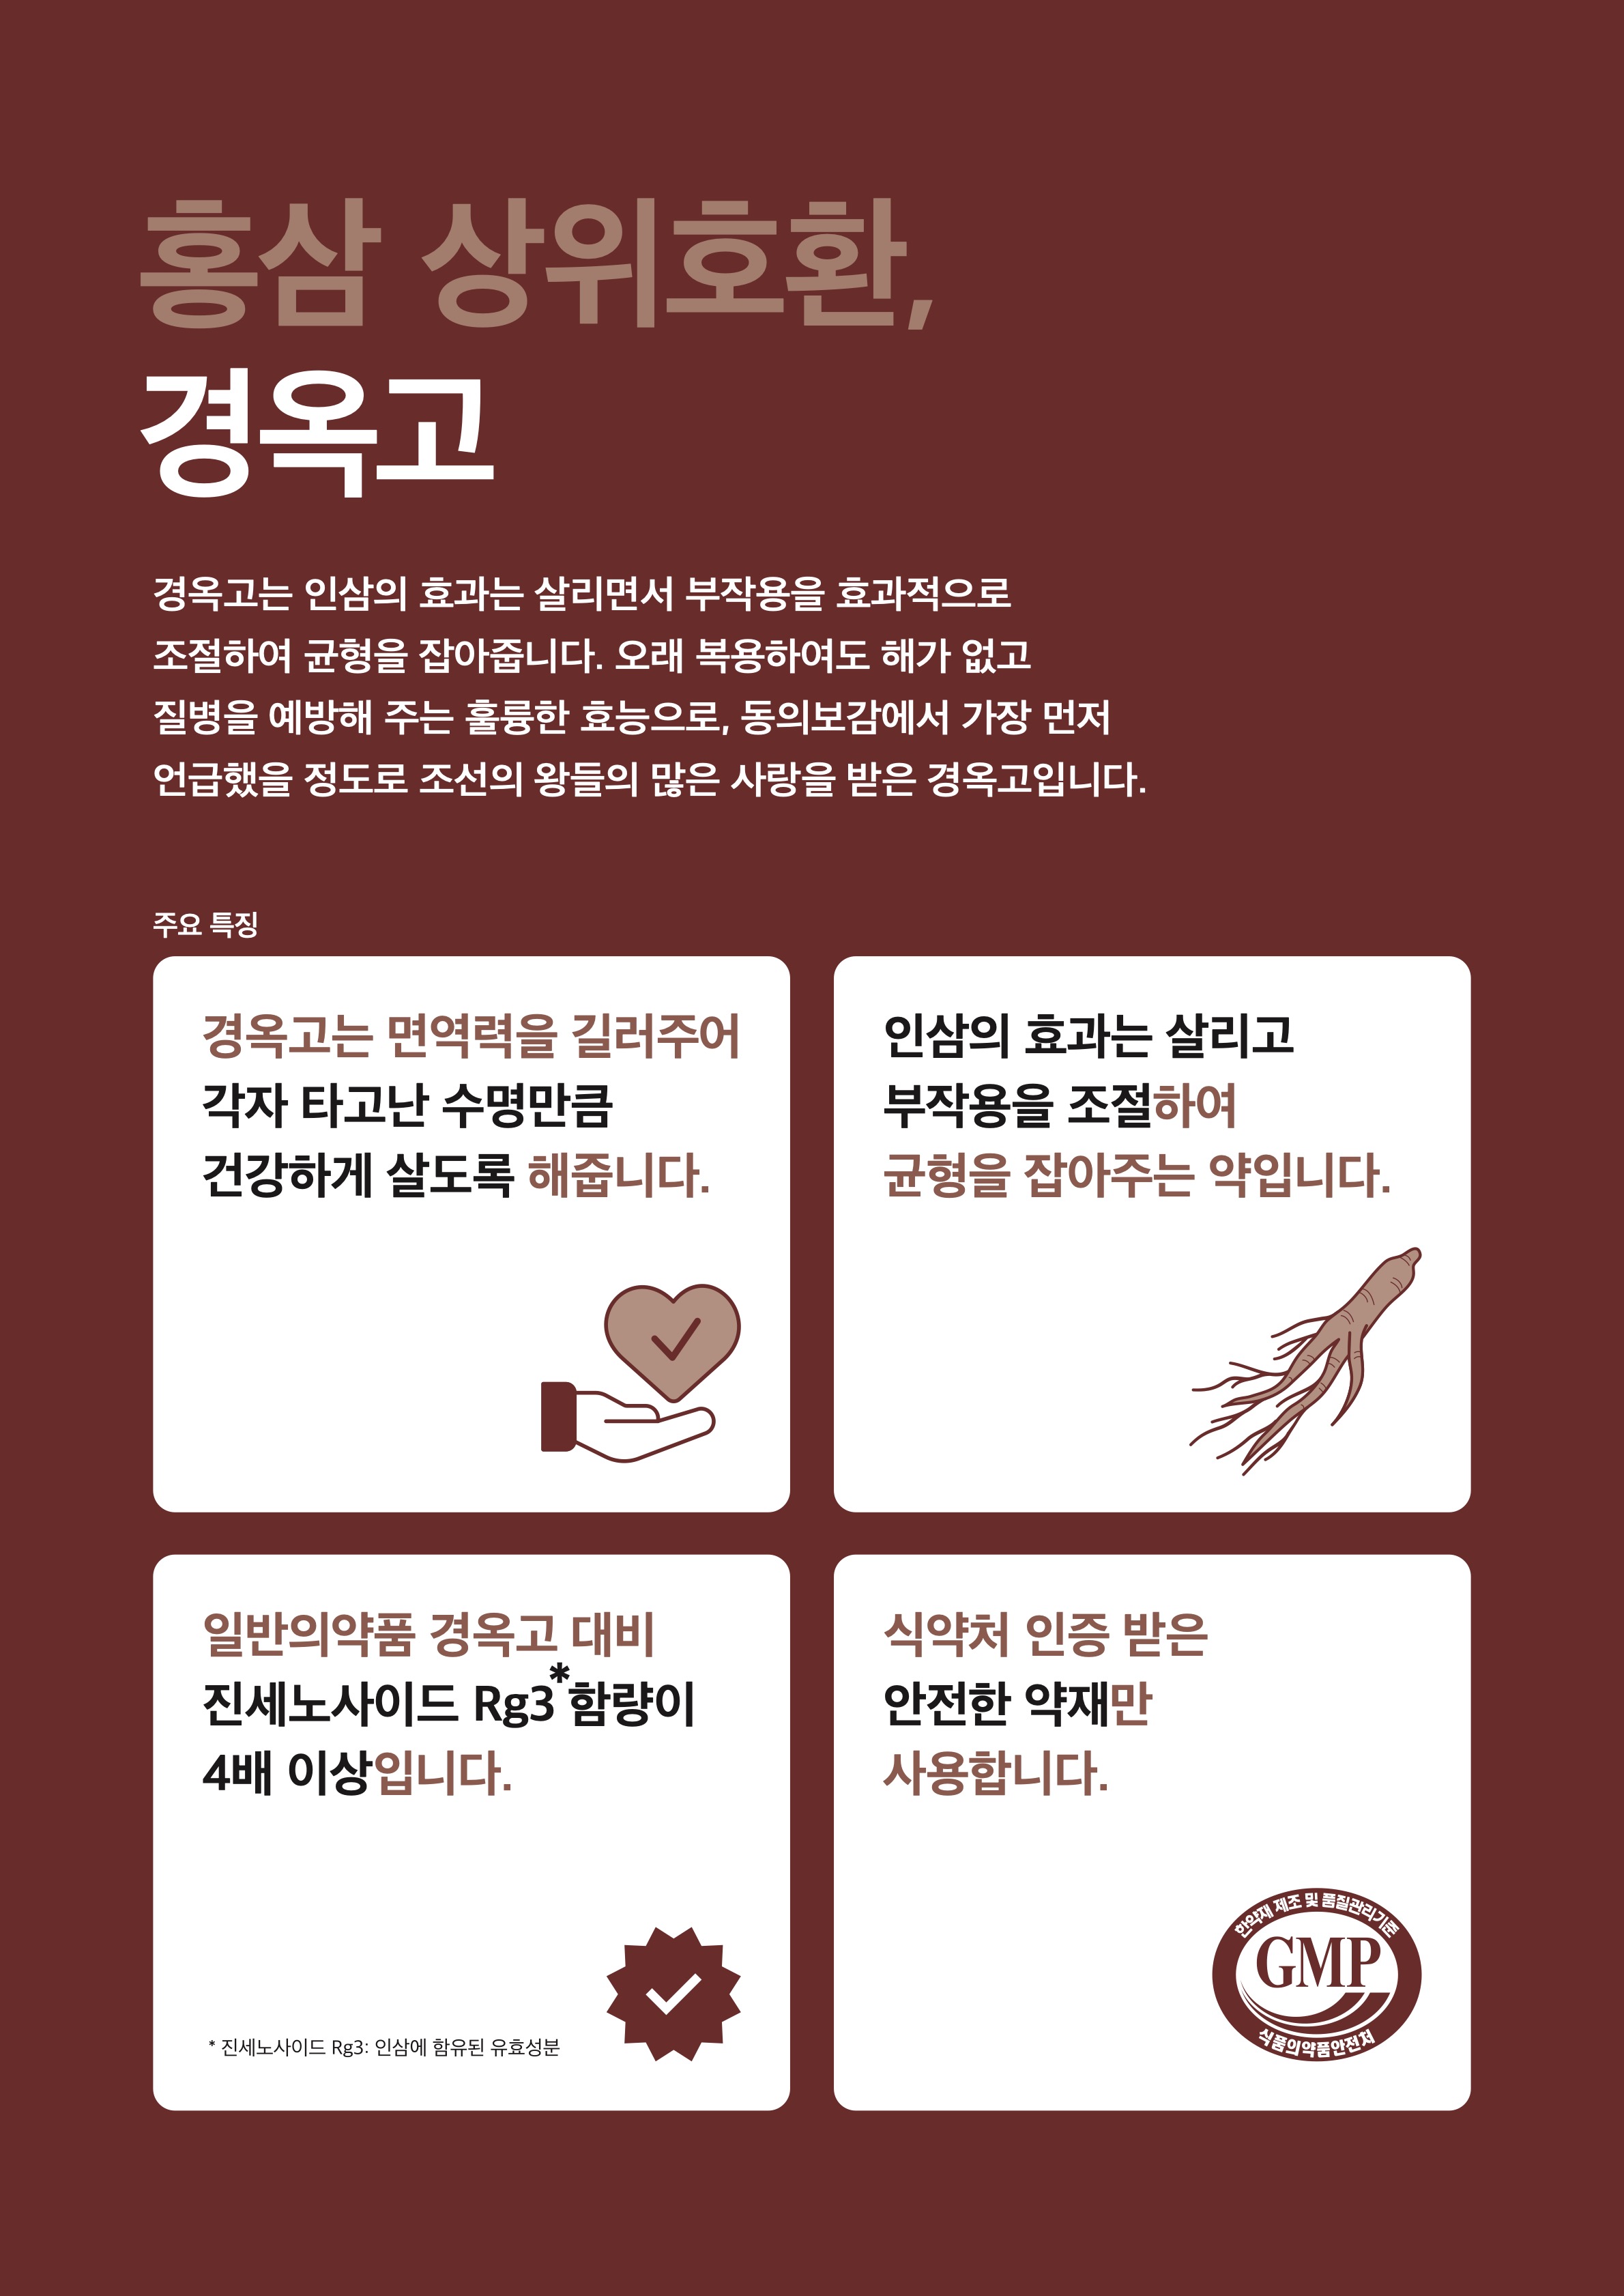 홍삼 상위호환,
경옥고
경옥고는 인삼의 효과는 살리면서 부작용을 효과적으로
조절하여 균형을 잡아줍니다. 오래 복용하여도 해가 없고
질병을 예방해 주는 훌륭한 효능으로, 동의보감에서 가장 먼저
언급했을 정도로 조선의 왕들의 많은 사랑을 받은 경옥고입니다.
주요 특징
경옥고는 면역력을 길러주어
각자 타고난 수명만큼
건강하게 살도록 해줍니다.
인삼의 효과는 살리고
부작용을 조절하여
균형을 잡아주는 약입니다.
일반의약품 경옥고 대비
진세노사이드 Rg3*함량이
4배 이상입니다.
* 진세노사이드 Rg3: 인삼에 함유된 유효성분
식약처 인증 받은
안전한 약재만
사용합니다.
한약재 제조 및 품질관리기준
GMP
식품의약품안전처